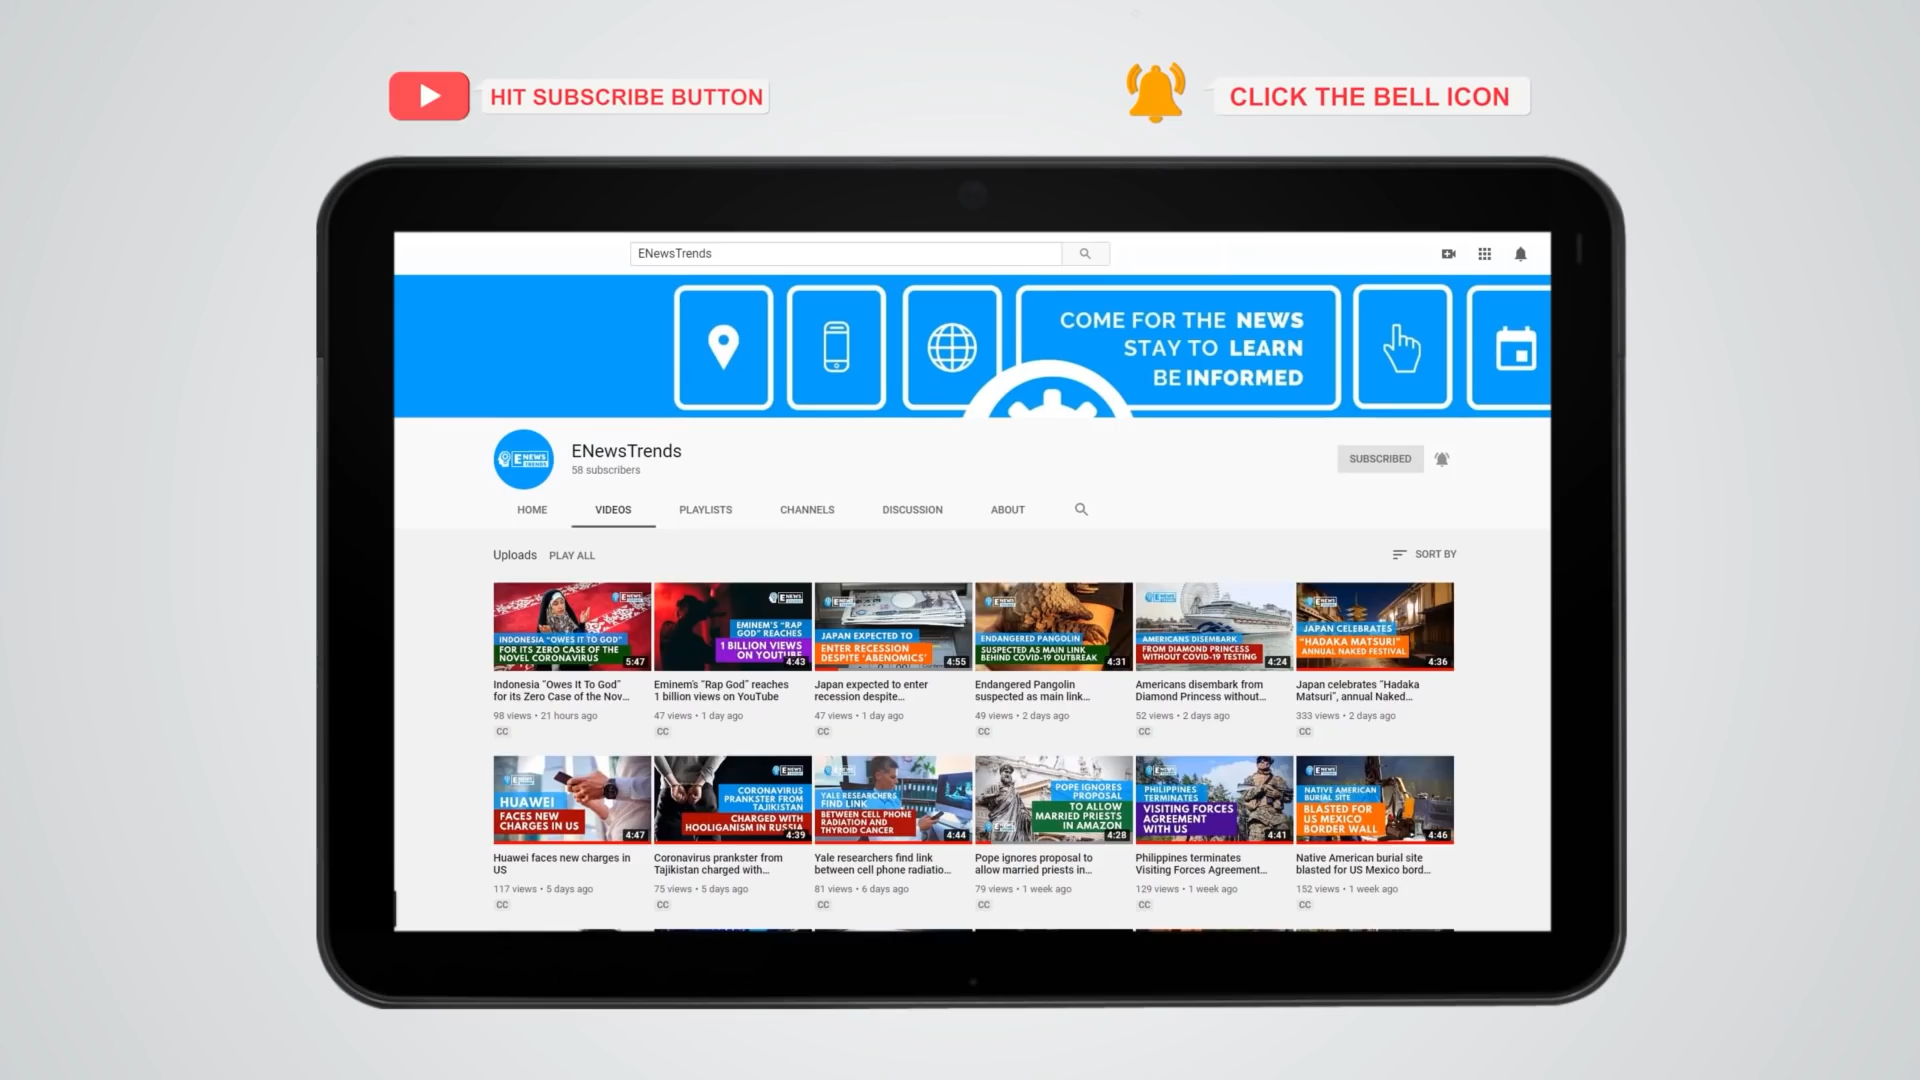 HIT SUBSCRIBE BUTTON
CLICK THE BELL ICON
ENewsTrends
COME FOR THE NEWS
STAY TO LEARN
BE INFORMED
E NEWS
TRENDS
ENewsTrends
58 subscribers
SUBSCRIBED
HOME VIDEOS PLAYLISTS CHANNELS DISCUSSION ABOUT
Uploads PLAY ALL
SORT BY
INDONESIA "OWES IT TO GOD"
FOR ITS ZERO CASE OF THE
NOVEL CORONAVIRUS
5:47
EMINEM'S "RAP
GOD" REACHES
1 BILLION VIEWS
ON YOUTUBE
4:43
JAPAN EXPECTED TO
ENTER RECESSION
DESPITE 'ABENOMICS'
4:55
ENDANGERED PANGOLIN
SUSPECTED AS MAIN LINK
BEHIND COVID-19 OUTBREAK
4:31
AMERICANS DISEMBARK
FROM DIAMOND PRINCESS
WITHOUT COVID-19 TESTING
4:24
JAPAN CELEBRATES
"HADAKA MATSURI"
ANNUAL NAKED FESTIVAL
4:36
Indonesia "Owes It To God"
for its Zero Case of the Nov...
98 views • 21 hours ago
CC
Eminem's "Rap God" reaches
1 billion views on YouTube
47 views • 1 day ago
CC
Japan expected to enter
recession despite...
47 views • 1 day ago
CC
Endangered Pangolin
suspected as main link...
49 views • 2 days ago
CC
Americans disembark from
Diamond Princess without...
52 views • 2 days ago
CC
Japan celebrates "Hadaka
Matsuri", annual Naked...
333 views • 2 days ago
CC
HUAWEI
FACES NEW
CHARGES IN US
4:47
CORONAVIRUS
PRANKSTER FROM
TAJIKISTAN
CHARGED WITH
HOOLIGANISM IN RUSSIA
4:39
YALE RESEARCHERS
FIND LINK
BETWEEN CELL PHONE
RADIATION AND
THYROID CANCER
4:44
POPE IGNORES
PROPOSAL
TO ALLOW
MARRIED PRIESTS
IN AMAZON
4:28
PHILIPPINES
TERMINATES
VISITING FORCES
AGREEMENT
WITH US
4:41
NATIVE AMERICAN
BURIAL SITE
BLASTED FOR
US MEXICO
BORDER WALL
4:46
Huawei faces new charges in
US
117 views • 5 days ago
CC
Coronavirus prankster from
Tajikistan charged with...
75 views • 5 days ago
CC
Yale researchers find link
between cell phone radiatio...
81 views • 6 days ago
CC
Pope ignores proposal to
allow married priests in...
79 views • 1 week ago
CC
Philippines terminates
Visiting Forces Agreement...
129 views • 1 week ago
CC
Native American burial site
blasted for US Mexico bord...
152 views • 1 week ago
CC